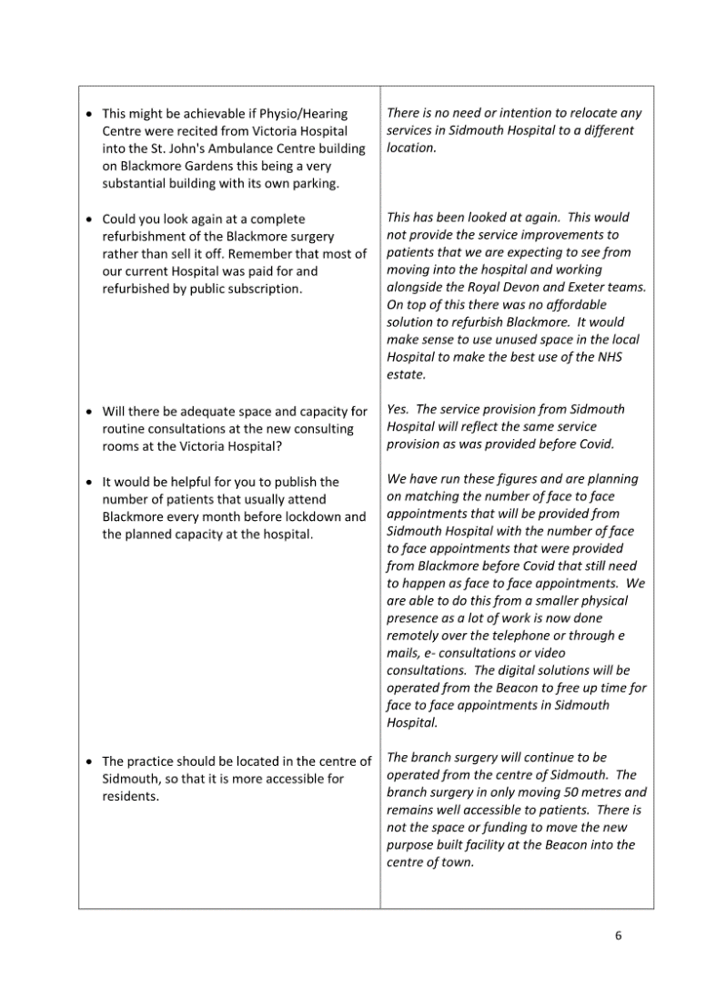 • This might be achievable if Physio/Hearing
Centre were recited from Victoria Hospital
into the St. John's Ambulance Centre building
on Blackmore Gardens this being a very
substantial building with its own parking.
There is no need or intention to relocate any
services in Sidmouth Hospital to a different
location.
• Could you look again at a complete
refurbishment of the Blackmore surgery
rather than sell it off. Remember that most of
our current Hospital was paid for and
refurbished by public subscription.
This has been looked at again.  This would
not provide the service improvements to
patients that we are expecting to see from
moving into the hospital and working
alongside the Royal Devon and Exeter teams.
On top of this there was no affordable
solution to refurbish Blackmore.  It would
make sense to use unused space in the local
Hospital to make the best use of the NHS
estate.
• Will there be adequate space and capacity for
routine consultations at the new consulting
rooms at the Victoria Hospital?
Yes.  The service provision from Sidmouth
Hospital will reflect the same service
provision as was provided before Covid.
• It would be helpful for you to publish the
number of patients that usually attend
Blackmore every month before lockdown and
the planned capacity at the hospital.
We have run these figures and are planning
on matching the number of face to face
appointments that will be provided from
Sidmouth Hospital with the number of face
to face appointments that were provided
from Blackmore before Covid that still need
to happen as face to face appointments.  We
are able to do this from a smaller physical
presence as a lot of work is now done
remotely over the telephone or through e
mails, e- consultations or video
consultations.  The digital solutions will be
operated from the Beacon to free up time for
face to face appointments in Sidmouth
Hospital.
• The practice should be located in the centre of
Sidmouth, so that it is more accessible for
residents.
The branch surgery will continue to be
operated from the centre of Sidmouth.  The
branch surgery in only moving 50 metres and
remains well accessible to patients.  There is
not the space or funding to move the new
purpose built facility at the Beacon into the
centre of town.
6